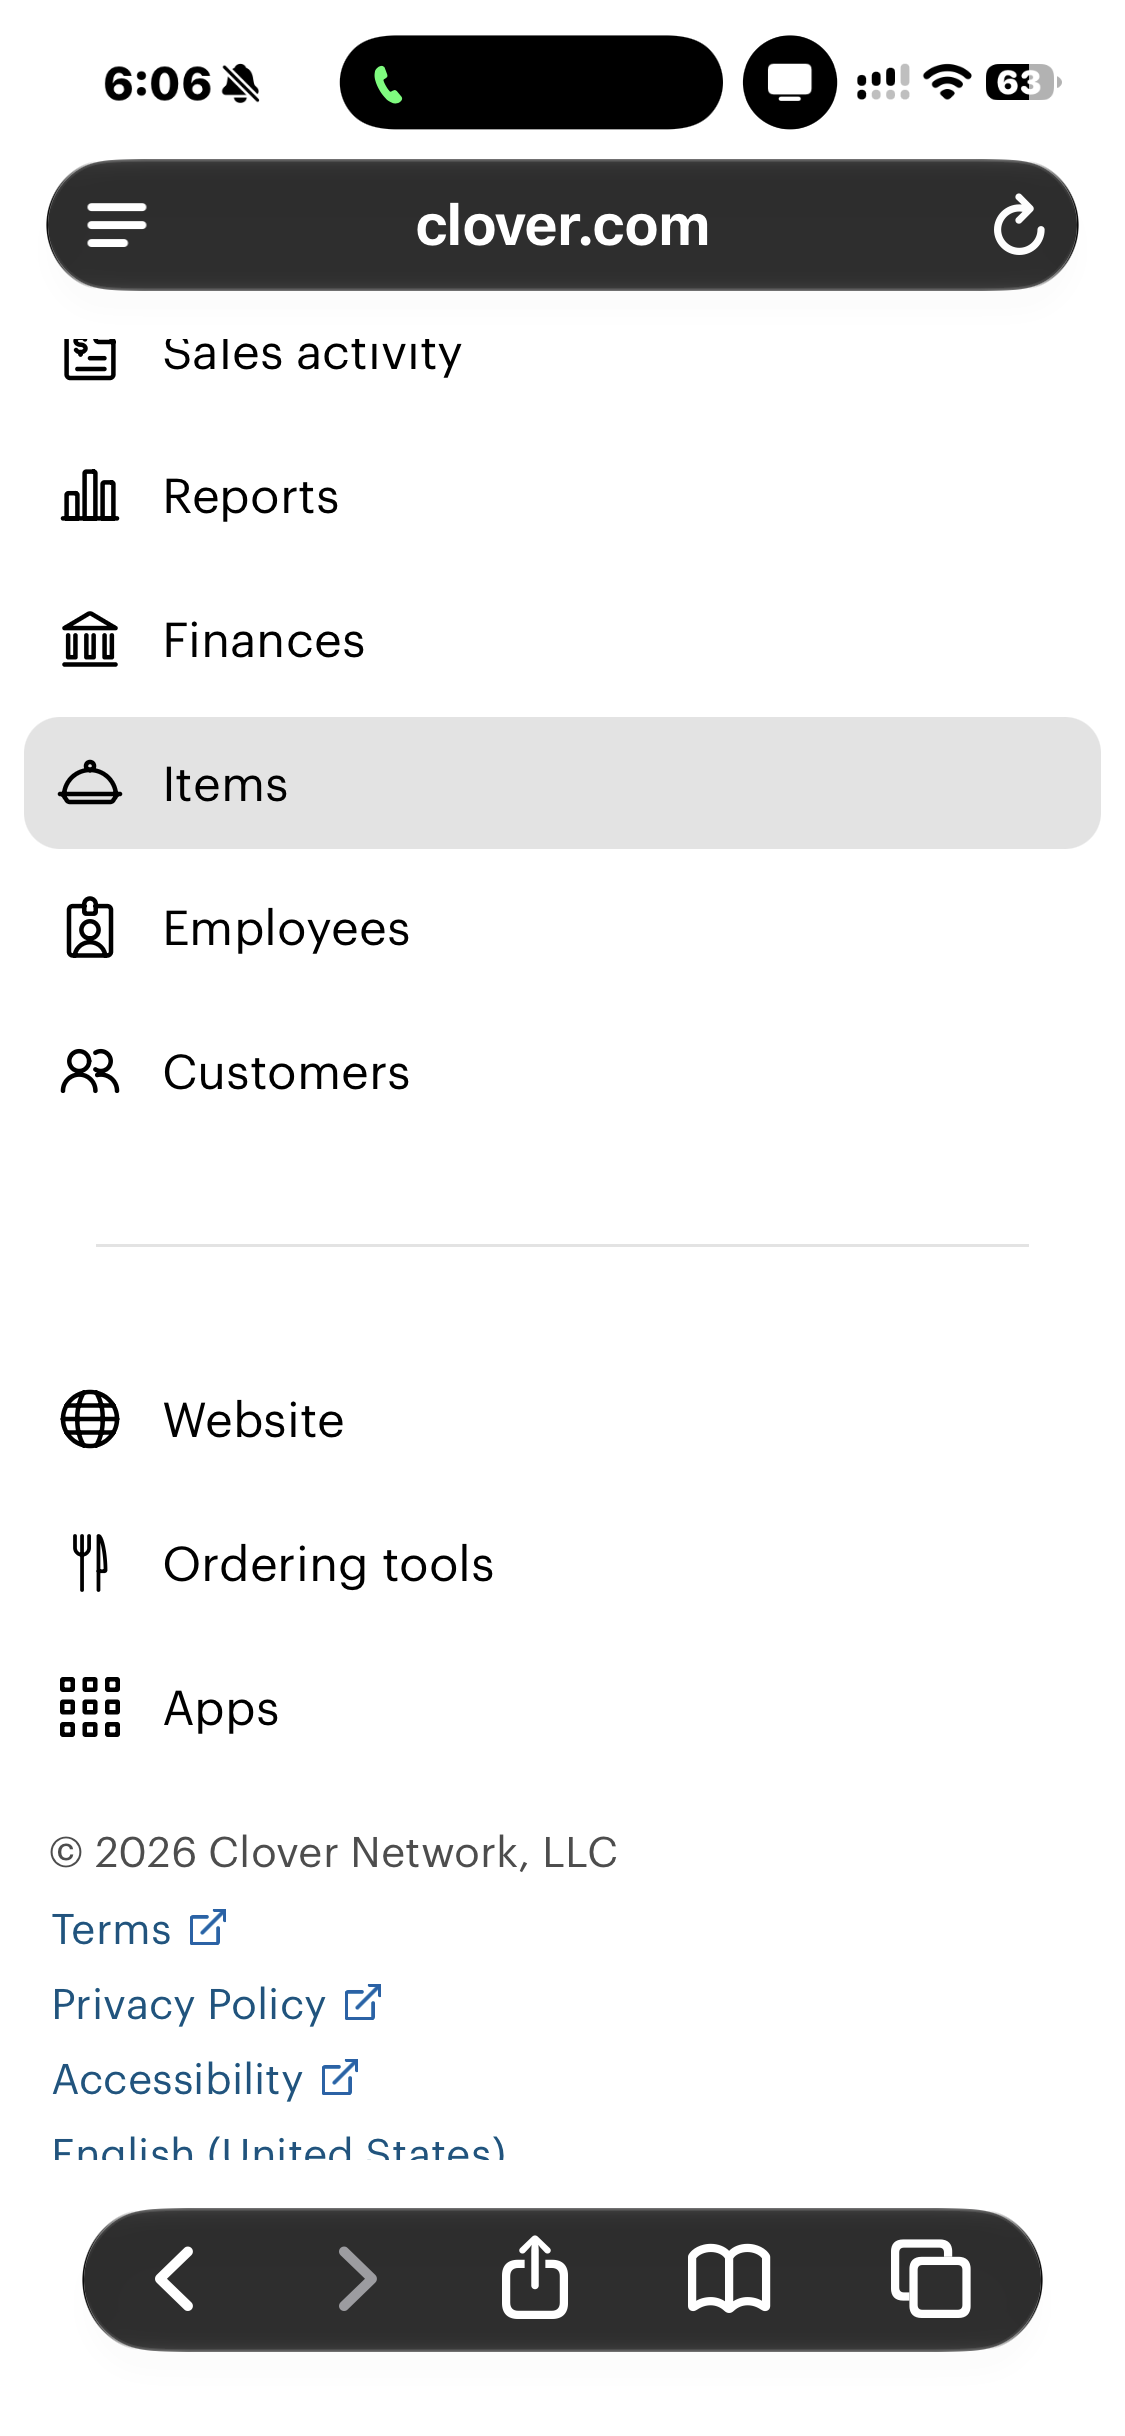 6:06
63
clover.com
Sales activity
Reports
Finances
Items
Employees
Customers
Website
Ordering tools
Apps
© 2026 Clover Network, LLC
Terms
Privacy Policy
Accessibility
English (United States)